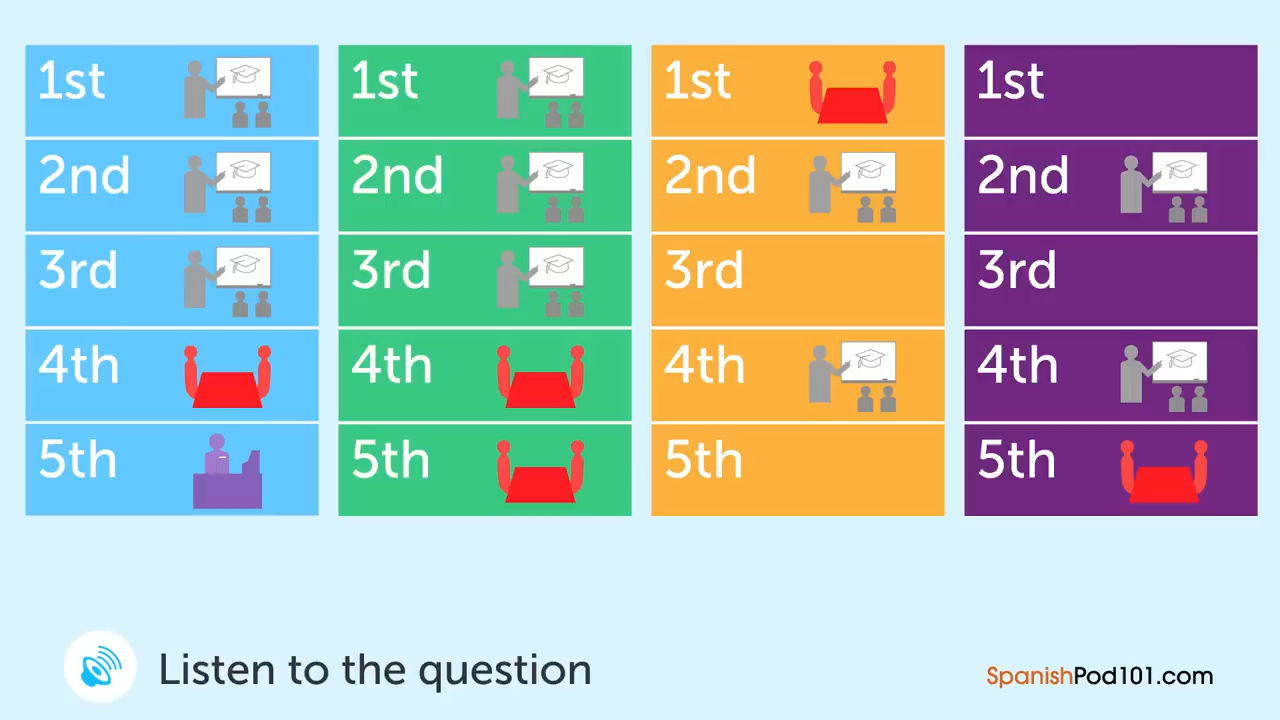 1st
2nd
3rd
4th
5th
1st
2nd
3rd
4th
5th
1st
2nd
3rd
4th
5th
1st
2nd
3rd
4th
5th
Listen to the question
SpanishPod101.com